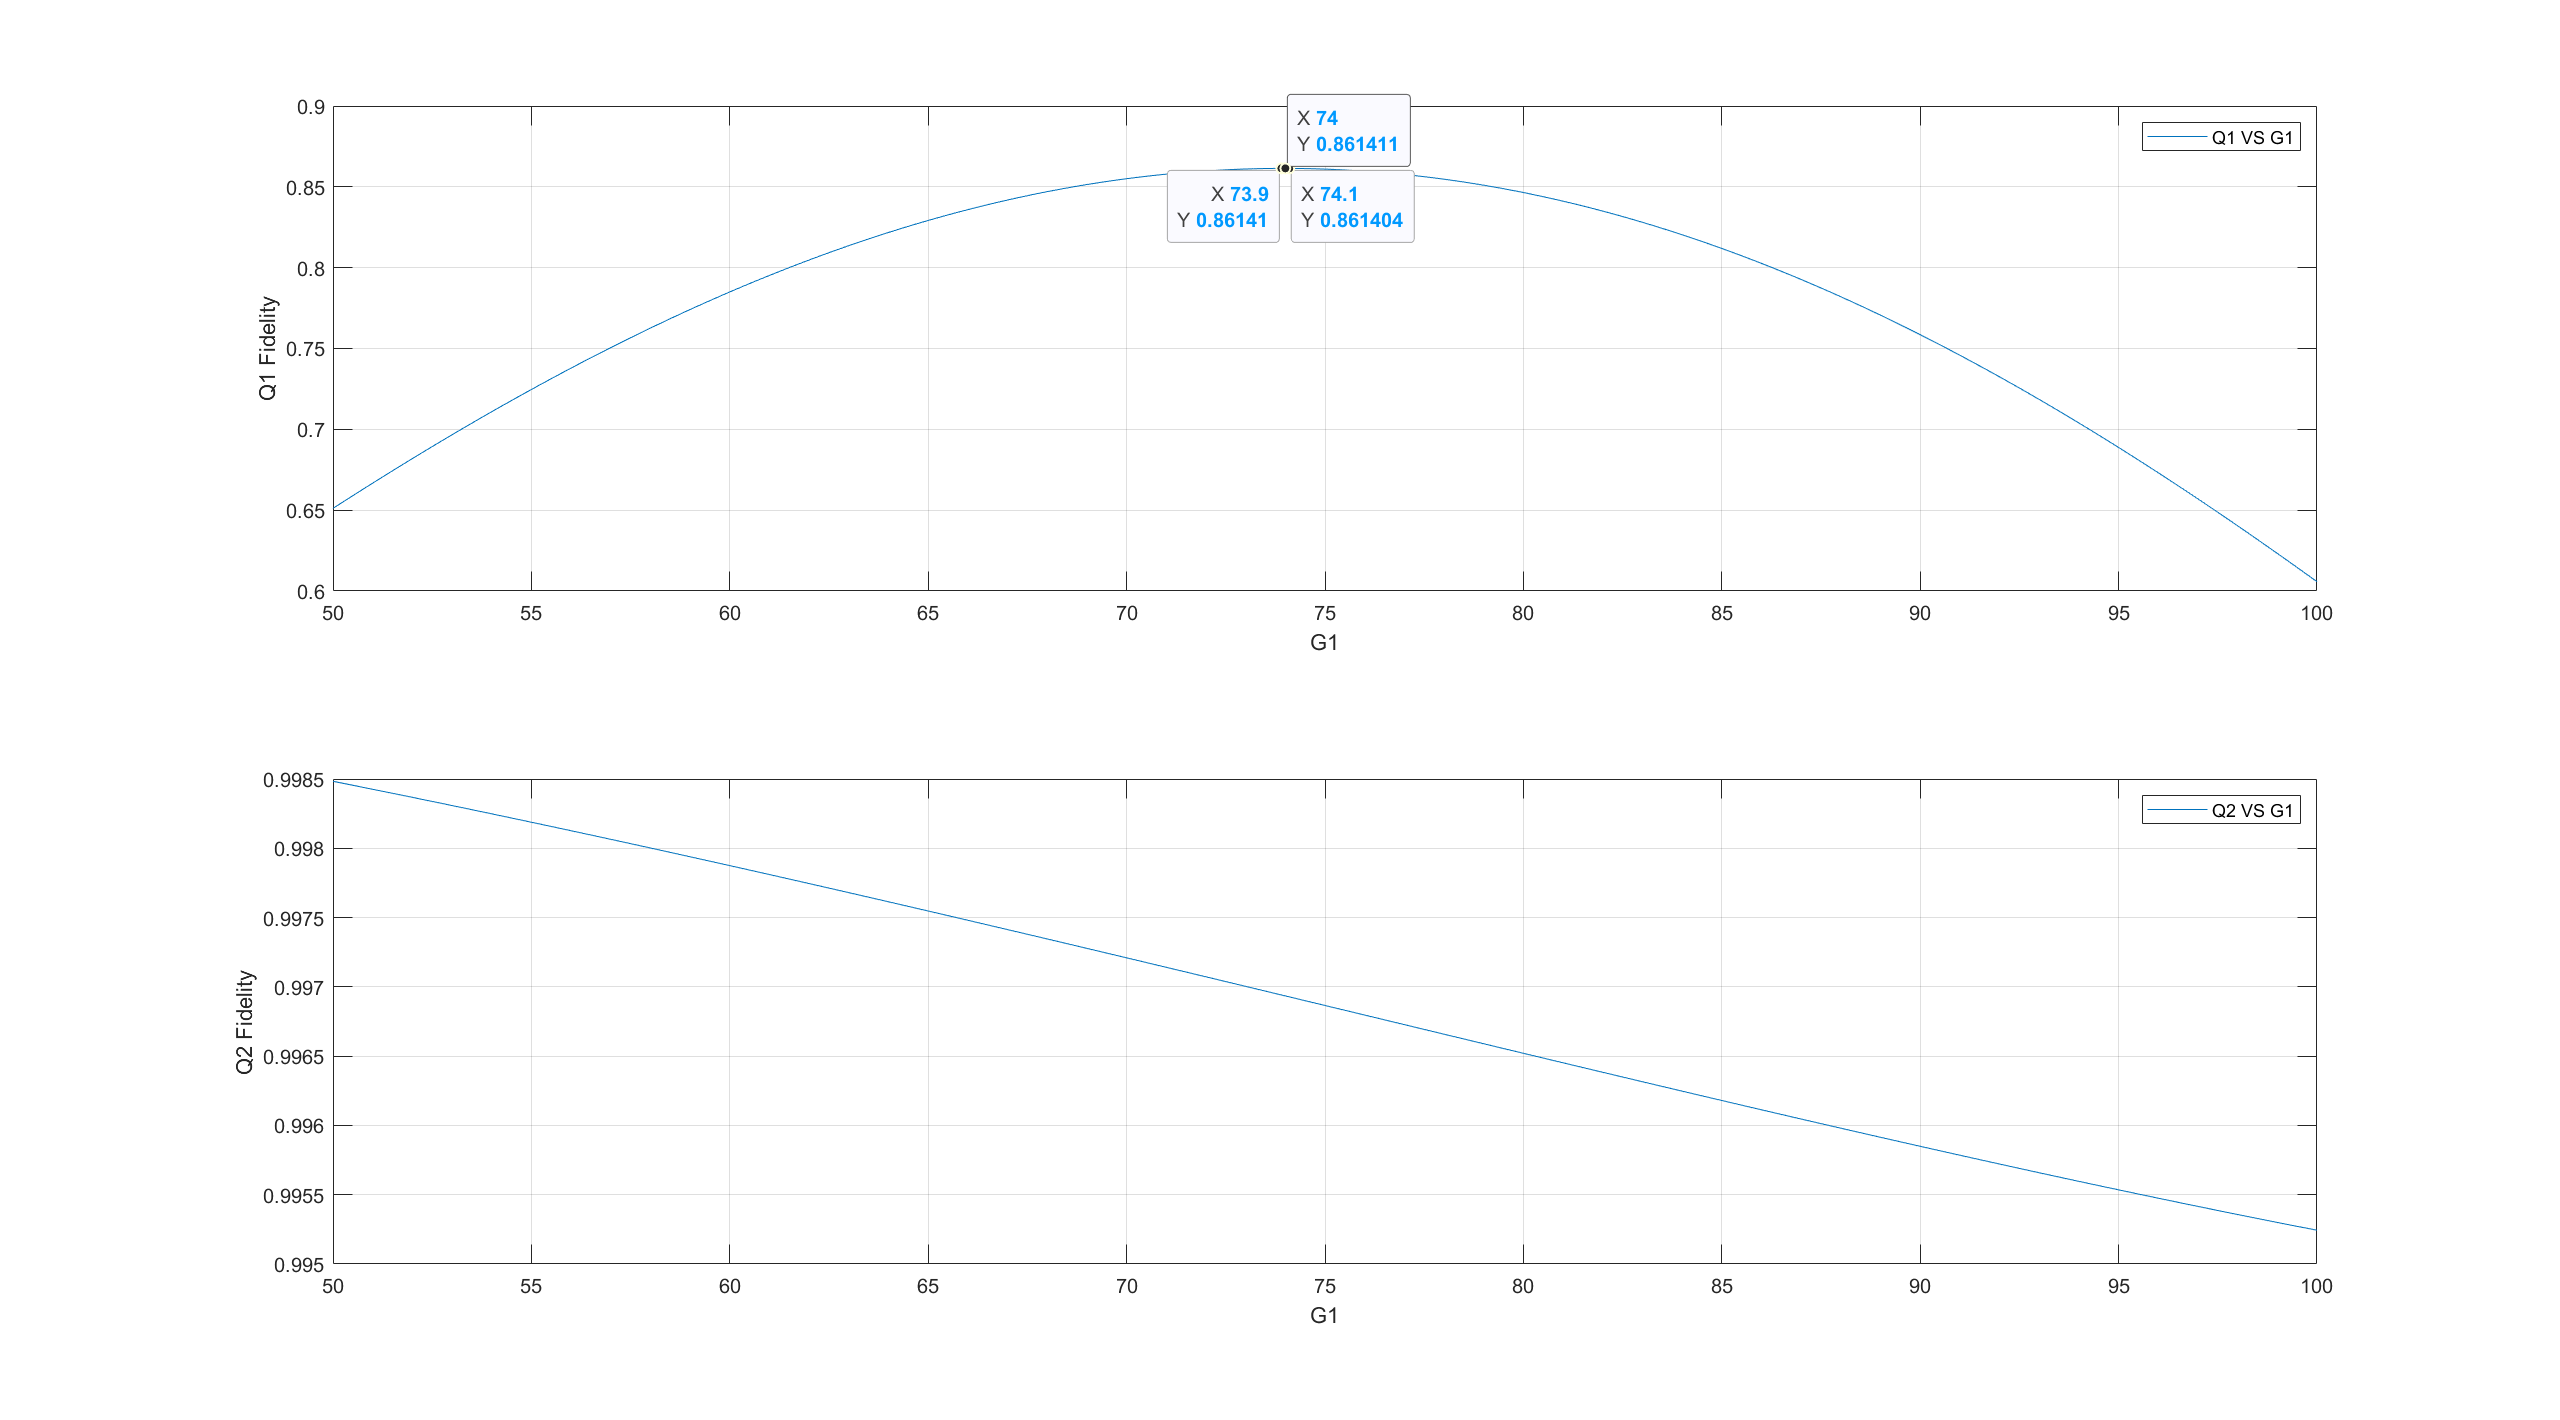 X 74
Y 0.861411
X 73.9
Y 0.86141
X 74.1
Y 0.861404
Q1 VS G1
0.9
0.85
0.8
0.75
0.7
0.65
0.6
Q1 Fidelity
50 55 60 65 70 75 80 85 90 95 100
G1
Q2 VS G1
0.9985
0.998
0.9975
0.997
0.9965
0.996
0.9955
0.995
Q2 Fidelity
50 55 60 65 70 75 80 85 90 95 100
G1